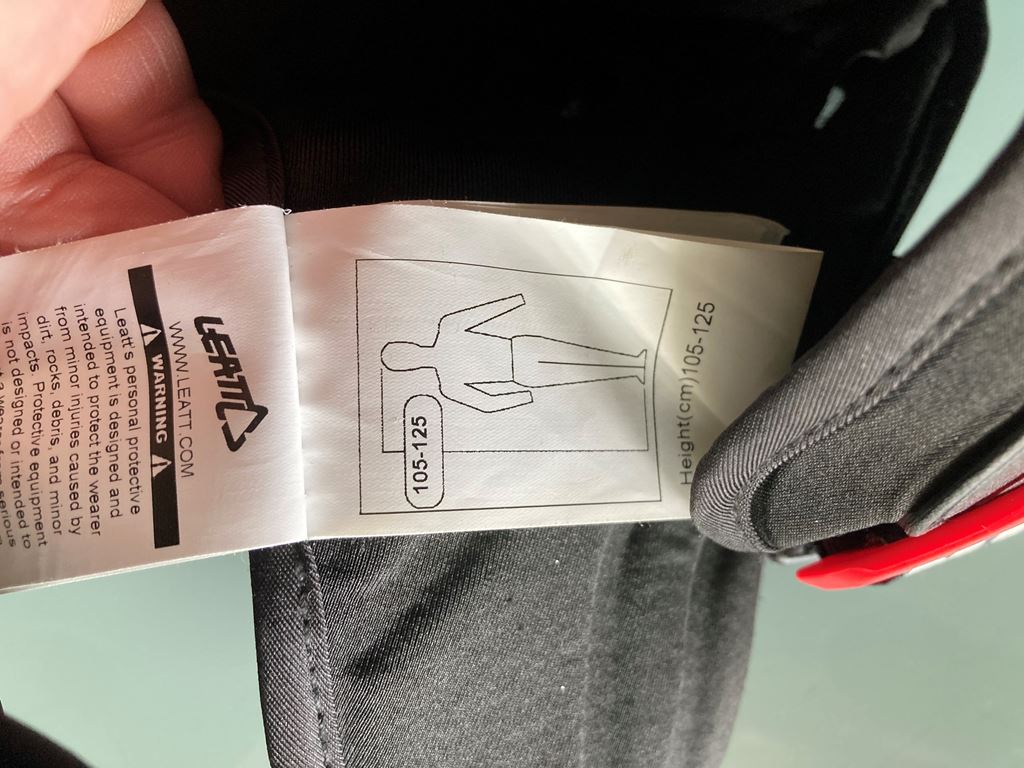 LEATT
WWW.LEATT.COM
WARNING
Leatt's personal protective
equipment is designed and
intended to protect the wearer
from minor injuries caused by
dirt, rocks, debris, and minor
impacts. Protective equipment
is not designed or intended to
serious
105-125
Height(cm)105-125